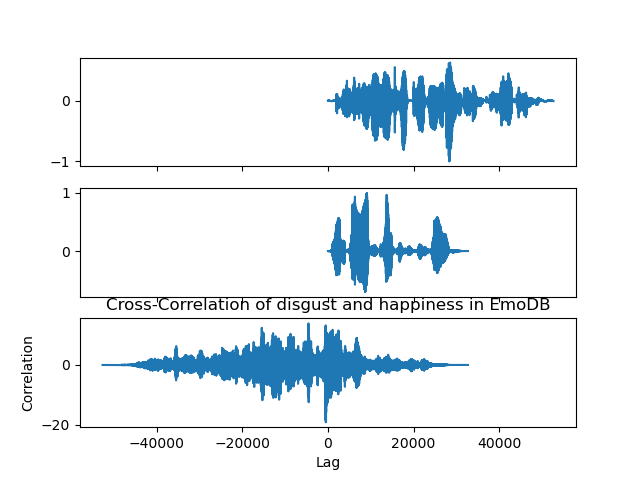 0
−1
1
0
Cross-Correlation of disgust and happiness in EmoDB
Correlation
0
−20
−40000 −20000 0 20000 40000
Lag